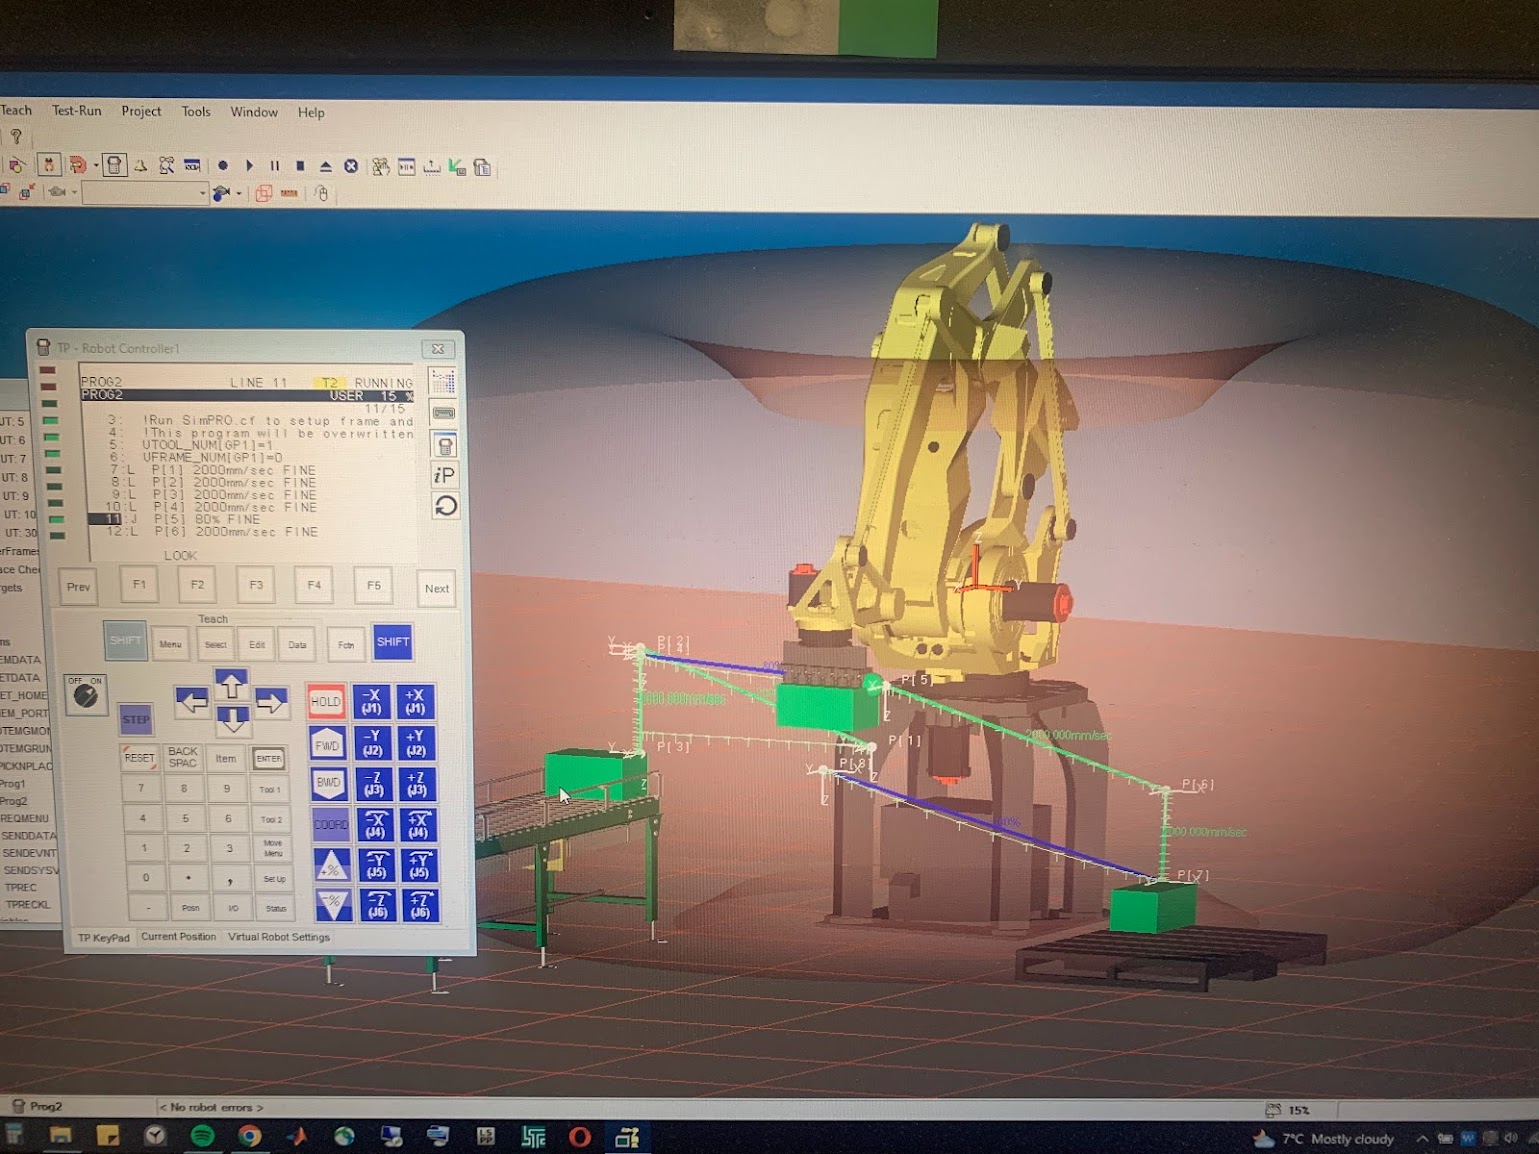 Teach Test-Run Project Tools Window Help
TP - Robot Controller1
PROG2 LINE 11 T2 RUNNING
PROG2 USER 15 %
11/15
3: !Run SimPRO.cf to setup frame and
4: !This program will be overwritten
5: UTOOL_NUM[GP1]=1
6: UFRAME_NUM[GP1]=0
7:L P[1] 2000mm/sec FINE
8:L P[2] 2000mm/sec FINE
9:L P[3] 2000mm/sec FINE
10:L P[4] 2000mm/sec FINE
11:J P[5] 80% FINE
12:L P[6] 2000mm/sec FINE
LOOK
iP
Prev F1 F2 F3 F4 F5 Next
Teach
SHIFT Menu Select Edit Data Fctn SHIFT
OFF ON
STEP
HOLD -X (J1) +X (J1)
FWD -Y (J2) +Y (J2)
BWD -Z (J3) +Z (J3)
COORD -X (J4) +X (J4)
+% -Y (J5) +Y (J5)
-% -Z (J6) +Z (J6)
RESET BACK SPAC Item ENTER
7 8 9 Tool 1
4 5 6 Tool 2
1 2 3 Move Menu
0 . , Set Up
- Posn I/O Status
TP KeyPad Current Position Virtual Robot Settings
UT: 5
UT: 6
UT: 7
UT: 8
UT: 9
UT: 10
UT: 30
erFrames
ace Che
rgets
ns
EMDATA
ETDATA
ET_HOME
EM_PORT
OTEMGMO
OTEMGRUN
PICKNPLAC
Prog1
Prog2
REQMENU
SENDDATA
SENDEVNT
SENDSYSV
TPREC
TPRECKL
Z
Y
P[2]
P[4]
80%
2000.000mm/sec
Y P[3]
Z
P[5]
Z
2000.000mm/sec
P[1]
P[8]
Y
Z
Z
P[6]
2000.000mm/sec
P[7]
Prog2 < No robot errors > 15%
LS PP
7°C Mostly cloudy